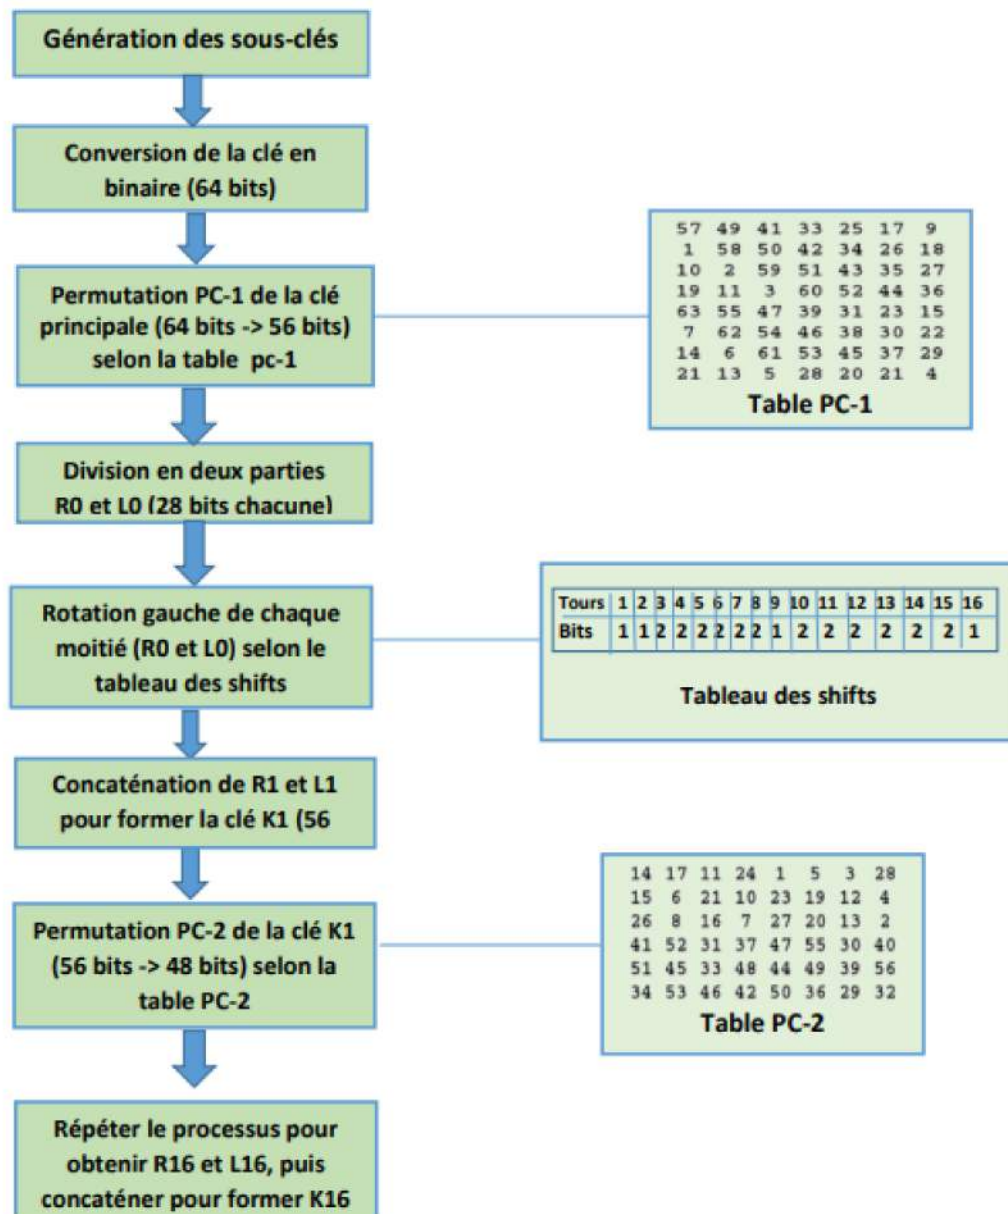 Génération des sous-clés
Conversion de la clé en
binaire (64 bits)
Permutation PC-1 de la clé
principale (64 bits -> 56 bits)
selon la table pc-1
57 49 41 33 25 17 9
1 58 50 42 34 26 18
10 2 59 51 43 35 27
19 11 3 60 52 44 36
63 55 47 39 31 23 15
7 62 54 46 38 30 22
14 6 61 53 45 37 29
21 13 5 28 20 21 4
Table PC-1
Division en deux parties
R0 et L0 (28 bits chacune)
Rotation gauche de chaque
moitié (R0 et L0) selon le
tableau des shifts
Tours 1 2 3 4 5 6 7 8 9 10 11 12 13 14 15 16
Bits 1 1 2 2 2 2 2 2 1 2 2 2 2 2 2 1
Tableau des shifts
Concaténation de R1 et L1
pour former la clé K1 (56
Permutation PC-2 de la clé K1
(56 bits -> 48 bits) selon la
table PC-2
14 17 11 24 1 5 3 28
15 6 21 10 23 19 12 4
26 8 16 7 27 20 13 2
41 52 31 37 47 55 30 40
51 45 33 48 44 49 39 56
34 53 46 42 50 36 29 32
Table PC-2
Répéter le processus pour
obtenir R16 et L16, puis
concaténer pour former K16